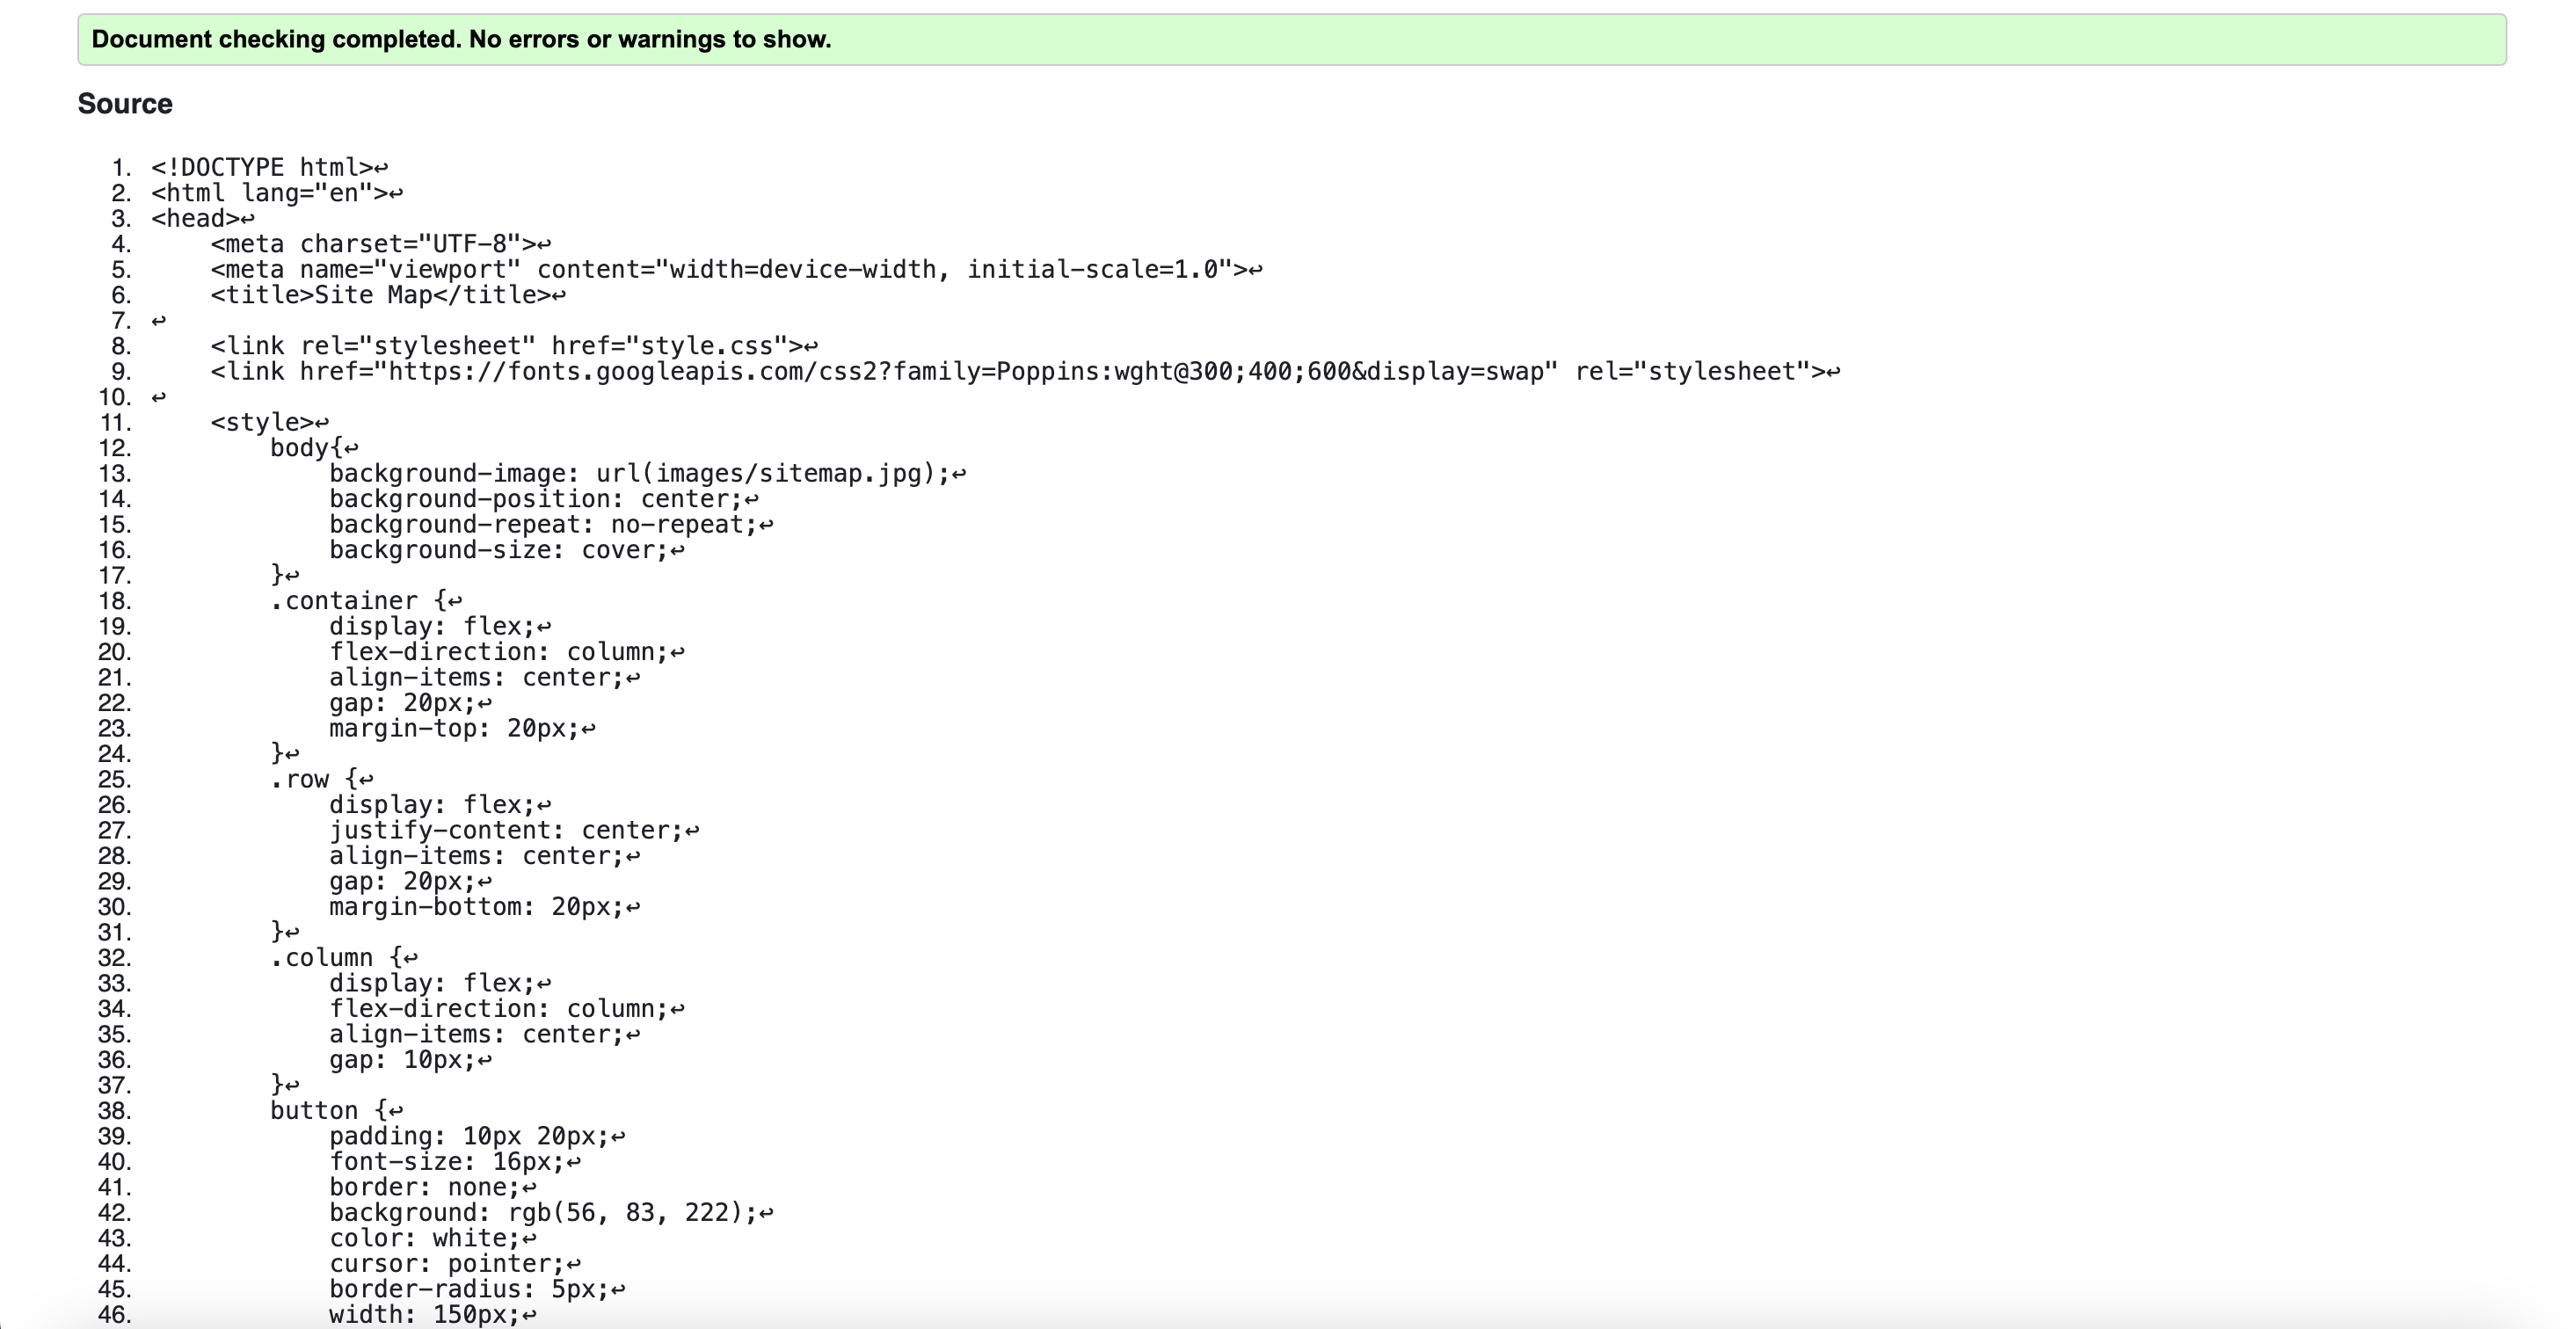 Document checking completed. No errors or warnings to show.
Source
1. <!DOCTYPE html>↩
2. <html lang="en">↩
3. <head>↩
4.     <meta charset="UTF-8">↩
5.     <meta name="viewport" content="width=device-width, initial-scale=1.0">↩
6.     <title>Site Map</title>↩
7. ↩
8.     <link rel="stylesheet" href="style.css">↩
9.     <link href="https://fonts.googleapis.com/css2?family=Poppins:wght@300;400;600&display=swap" rel="stylesheet">↩
10. ↩
11.     <style>↩
12.         body{↩
13.             background-image: url(images/sitemap.jpg);↩
14.             background-position: center;↩
15.             background-repeat: no-repeat;↩
16.             background-size: cover;↩
17.         }↩
18.         .container {↩
19.             display: flex;↩
20.             flex-direction: column;↩
21.             align-items: center;↩
22.             gap: 20px;↩
23.             margin-top: 20px;↩
24.         }↩
25.         .row {↩
26.             display: flex;↩
27.             justify-content: center;↩
28.             align-items: center;↩
29.             gap: 20px;↩
30.             margin-bottom: 20px;↩
31.         }↩
32.         .column {↩
33.             display: flex;↩
34.             flex-direction: column;↩
35.             align-items: center;↩
36.             gap: 10px;↩
37.         }↩
38.         button {↩
39.             padding: 10px 20px;↩
40.             font-size: 16px;↩
41.             border: none;↩
42.             background: rgb(56, 83, 222);↩
43.             color: white;↩
44.             cursor: pointer;↩
45.             border-radius: 5px;↩
46.             width: 150px;↩